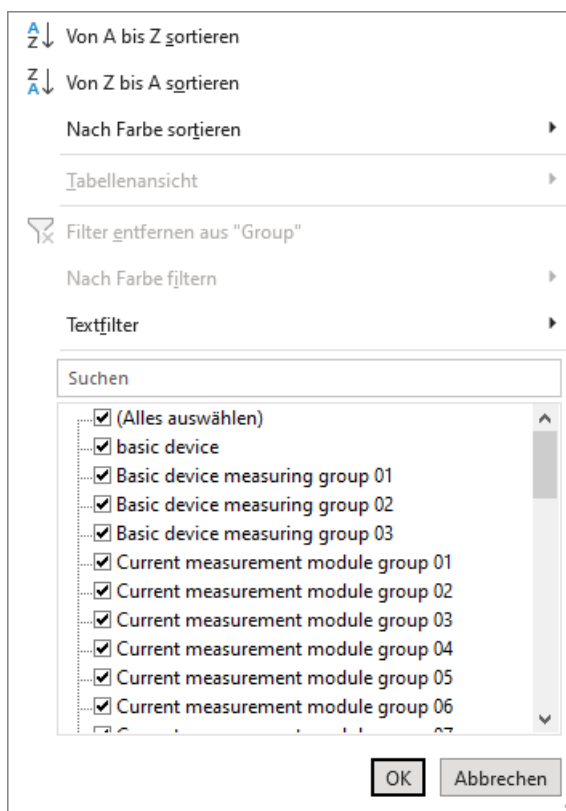 Von A bis Z sortieren
Von Z bis A sortieren
Nach Farbe sortieren
Tabellenansicht
Filter entfernen aus "Group"
Nach Farbe filtern
Textfilter
Suchen
(Alles auswählen)
basic device
Basic device measuring group 01
Basic device measuring group 02
Basic device measuring group 03
Current measurement module group 01
Current measurement module group 02
Current measurement module group 03
Current measurement module group 04
Current measurement module group 05
Current measurement module group 06
OK Abbrechen